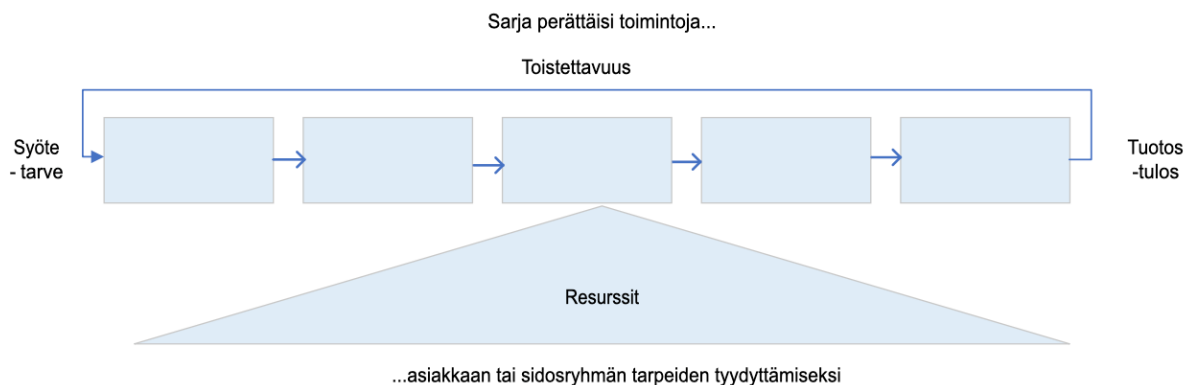 Sarja perättäisi toimintoja...
Toistettavuus
Syöte
- tarve
Tuotos
-tulos
Resurssit
...asiakkaan tai sidosryhmän tarpeiden tyydyttämiseksi